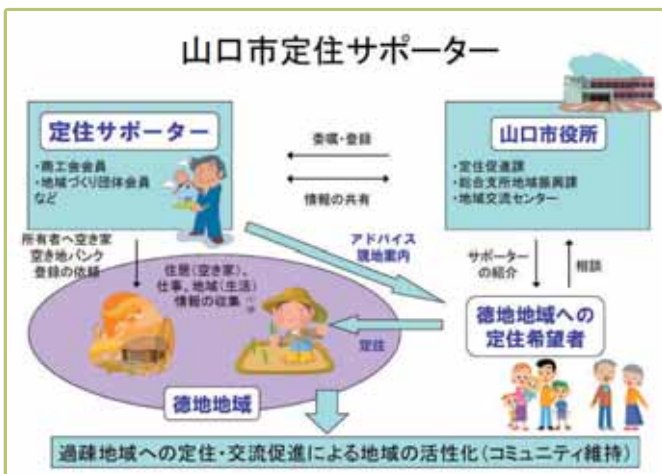 山口市定住サポーター
定住サポーター
・商工会会員
・地域づくり団体会員
など
委嘱・登録
情報の共有
山口市役所
・定住促進課
・総合支所地域振興課
・地域交流センター
所有者へ空き家
空き地バンク
登録の依頼
住居(空き家)、
仕事、地域(生活)
情報の収集
アドバイス
現地案内
サポーター
の紹介
相談
定住
徳地地域への
定住希望者
徳地地域
過疎地域への定住・交流促進による地域の活性化(コミュニティ維持)